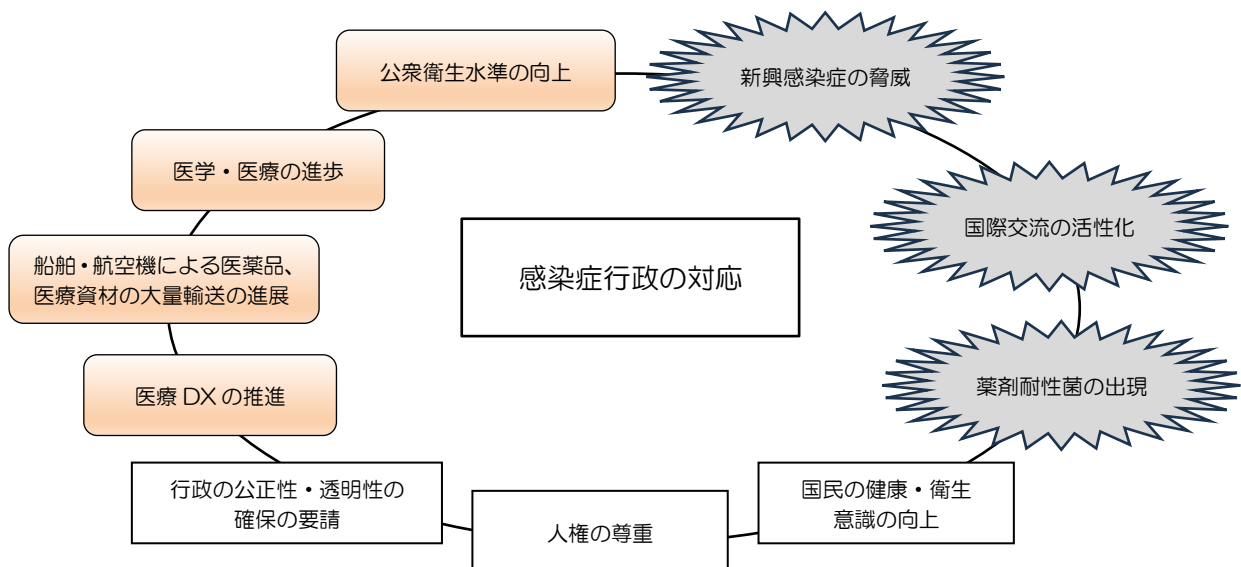 公衆衛生水準の向上
新興感染症の脅威
医学・医療の進歩
国際交流の活性化
船舶・航空機による医薬品、
医療資材の大量輸送の進展
感染症行政の対応
医療 DX の推進
薬剤耐性菌の出現
行政の公正性・透明性の
確保の要請
人権の尊重
国民の健康・衛生
意識の向上